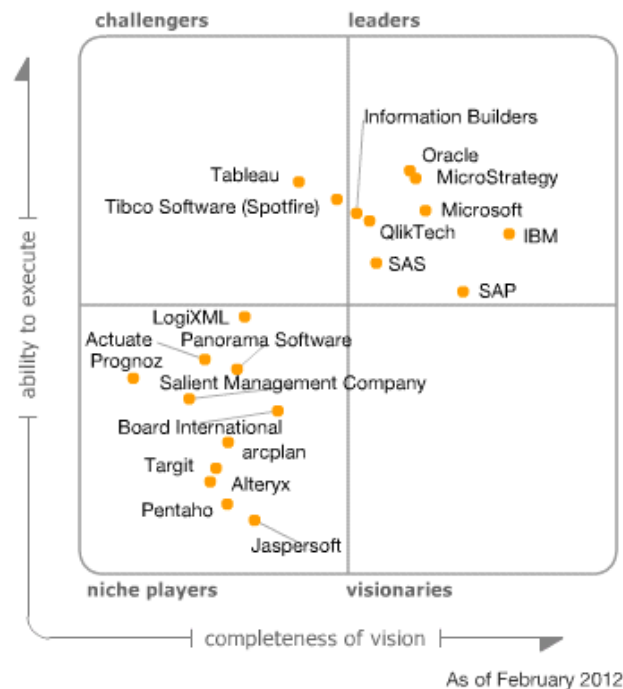 challengers
leaders
Information Builders
Oracle
Tableau
MicroStrategy
Tibco Software (Spotfire)
Microsoft
QlikTech
IBM
SAS
SAP
ability to execute
LogiXML
Actuate
Panorama Software
Prognoz
Salient Management Company
Board International
arcplan
Targit
Alteryx
Pentaho
Jaspersoft
niche players
visionaries
completeness of vision
As of February 2012